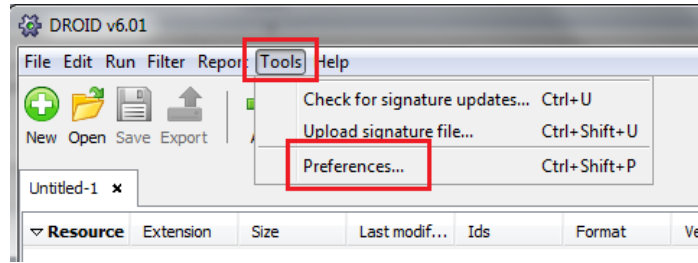 DROID v6.01
File Edit Run Filter Repor Tools Help
Check for signature updates... Ctrl+U
Upload signature file... Ctrl+Shift+U
Preferences... Ctrl+Shift+P
New Open Save Export
Untitled-1 ×
Resource Extension Size Last modif... Ids Format